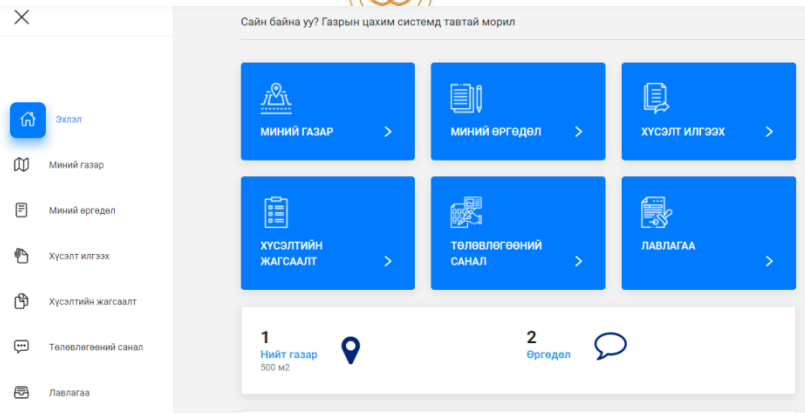 Сайн байна уу? Газрын цахим системд тавтай морил
Эхлэл
Миний газар
Миний өргөдөл
Хүсэлт илгээх
Хүсэлтийн жагсаалт
Төлөвлөгөөний санал
Лавлагаа
МИНИЙ ГАЗАР
МИНИЙ ӨРГӨДӨЛ
ХҮСЭЛТ ИЛГЭЭХ
ХҮСЭЛТИЙН
ЖАГСААЛТ
ТӨЛӨВЛӨГӨӨНИЙ
САНАЛ
ЛАВЛАГАА
1
Нийт газар
500 м2
2
Өргөдөл